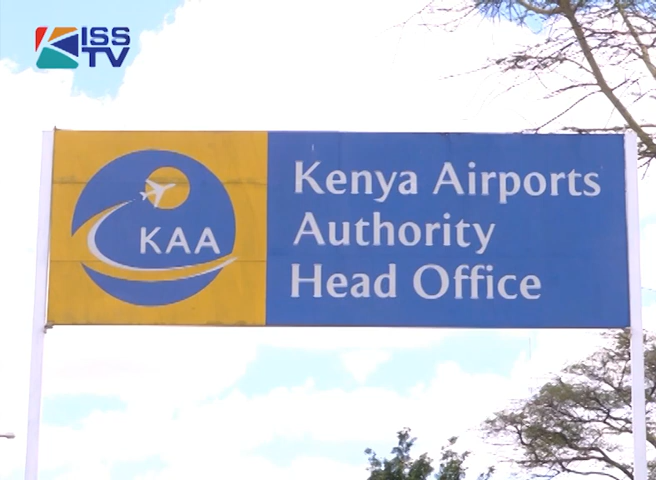 KISS
TV
Kenya Airports
Authority
Head Office
KAA